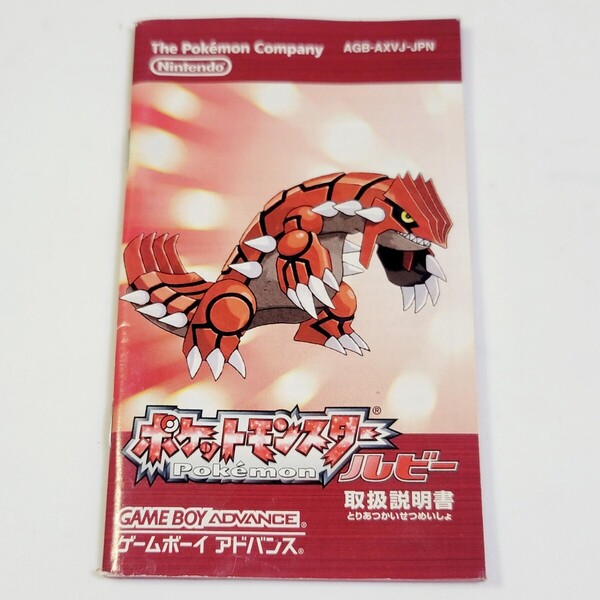 The Pokémon Company AGB-AXVJ-JPN
Nintendo
ポケットモンスター®
Pokémon ルビー
取扱説明書
とりあつかいせつめいしょ
GAME BOY ADVANCE®
ゲームボーイ アドバンス®